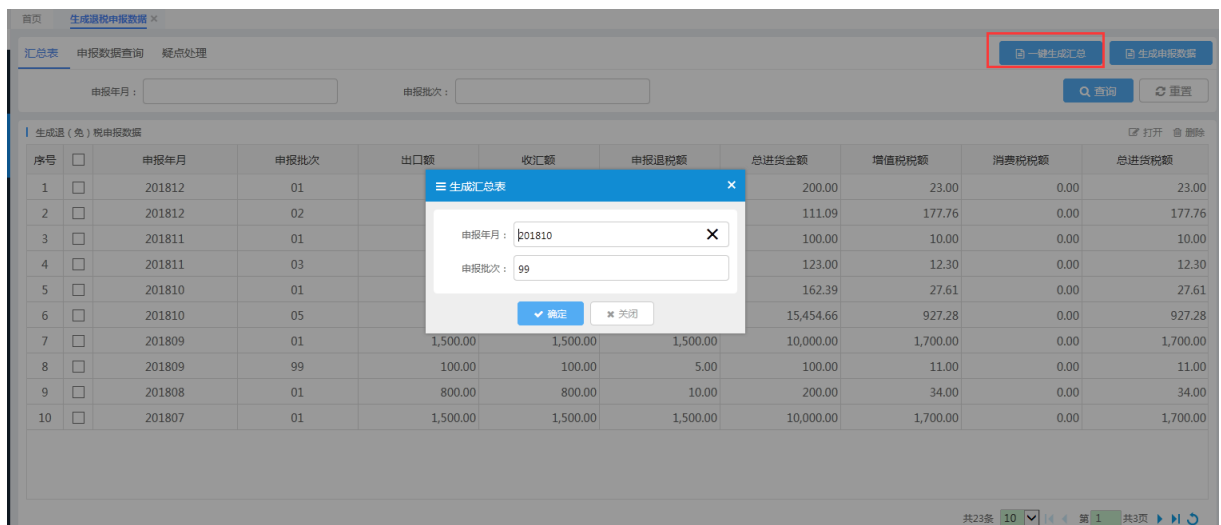 首页 生成退税申报数据 ×
汇总表 申报数据查询 疑点处理 一键生成汇总 生成申报数据
申报年月： 申报批次： 查询 重置
生成退（免）税申报数据 打开 删除
序号 申报年月 申报批次 出口额 收汇额 申报退税额 总进货金额 增值税税额 消费税税额 总进货税额
生成汇总表 ×
申报年月： 201810 ✕
申报批次： 99
确定 关闭
1 201812 01 200.00 23.00 0.00 23.00
2 201812 02 111.09 177.76 0.00 177.76
3 201811 01 100.00 10.00 0.00 10.00
4 201811 03 123.00 12.30 0.00 12.30
5 201810 01 162.39 27.61 0.00 27.61
6 201810 05 15,454.66 927.28 0.00 927.28
7 201809 01 1,500.00 1,500.00 1,500.00 10,000.00 1,700.00 0.00 1,700.00
8 201809 99 100.00 100.00 5.00 100.00 11.00 0.00 11.00
9 201808 01 800.00 800.00 10.00 200.00 34.00 0.00 34.00
10 201807 01 1,500.00 1,500.00 1,500.00 10,000.00 1,700.00 0.00 1,700.00
共23条 10 第 1 共3页